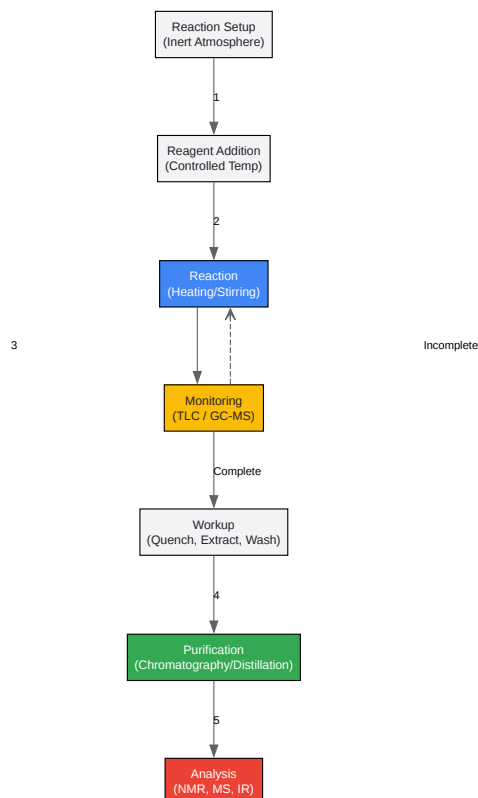 Reaction Setup
(Inert Atmosphere)
1
Reagent Addition
(Controlled Temp)
2
Reaction
(Heating/Stirring)
3
Incomplete
Monitoring
(TLC / GC-MS)
Complete
Workup
(Quench, Extract, Wash)
4
Purification
(Chromatography/Distillation)
5
Analysis
(NMR, MS, IR)